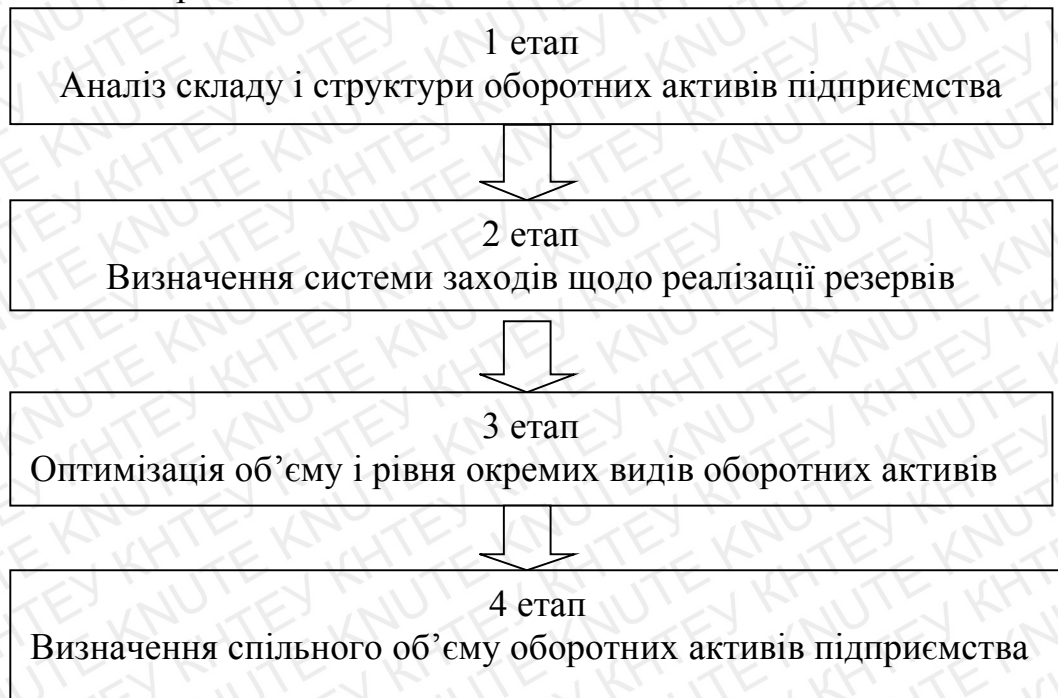 1 етап
Аналіз складу і структури оборотних активів підприємства
2 етап
Визначення системи заходів щодо реалізації резервів
3 етап
Оптимізація об’єму і рівня окремих видів оборотних активів
4 етап
Визначення спільного об’єму оборотних активів підприємства